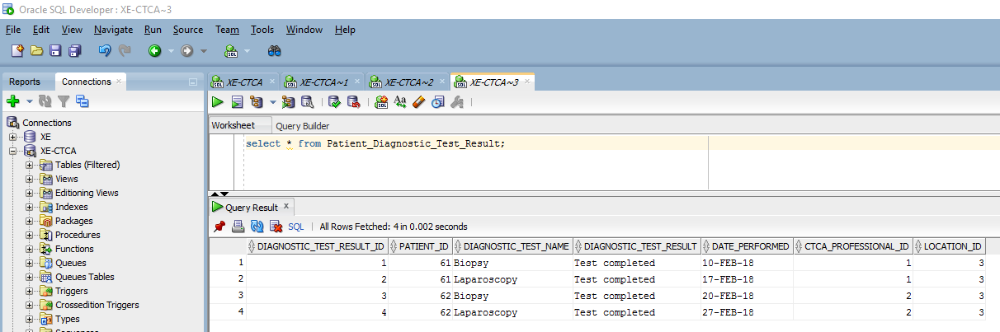 Oracle SQL Developer : XE-CTCA~3
File Edit View Navigate Run Source Team Tools Window Help
Reports Connections XE-CTCA XE-CTCA~1 XE-CTCA~2 XE-CTCA~3
Connections
XE
XE-CTCA
Tables (Filtered)
Views
Editioning Views
Indexes
Packages
Procedures
Functions
Queues
Queues Tables
Triggers
Crossedition Triggers
Types
Worksheet Query Builder
select * from Patient_Diagnostic_Test_Result;
Query Result
SQL | All Rows Fetched: 4 in 0.002 seconds
DIAGNOSTIC_TEST_RESULT_ID PATIENT_ID DIAGNOSTIC_TEST_NAME DIAGNOSTIC_TEST_RESULT DATE_PERFORMED CTCA_PROFESSIONAL_ID LOCATION_ID
1 1 61 Biopsy Test completed 10-FEB-18 1 3
2 2 61 Laparoscopy Test completed 17-FEB-18 1 3
3 3 62 Biopsy Test completed 20-FEB-18 2 3
4 4 62 Laparoscopy Test completed 27-FEB-18 2 3